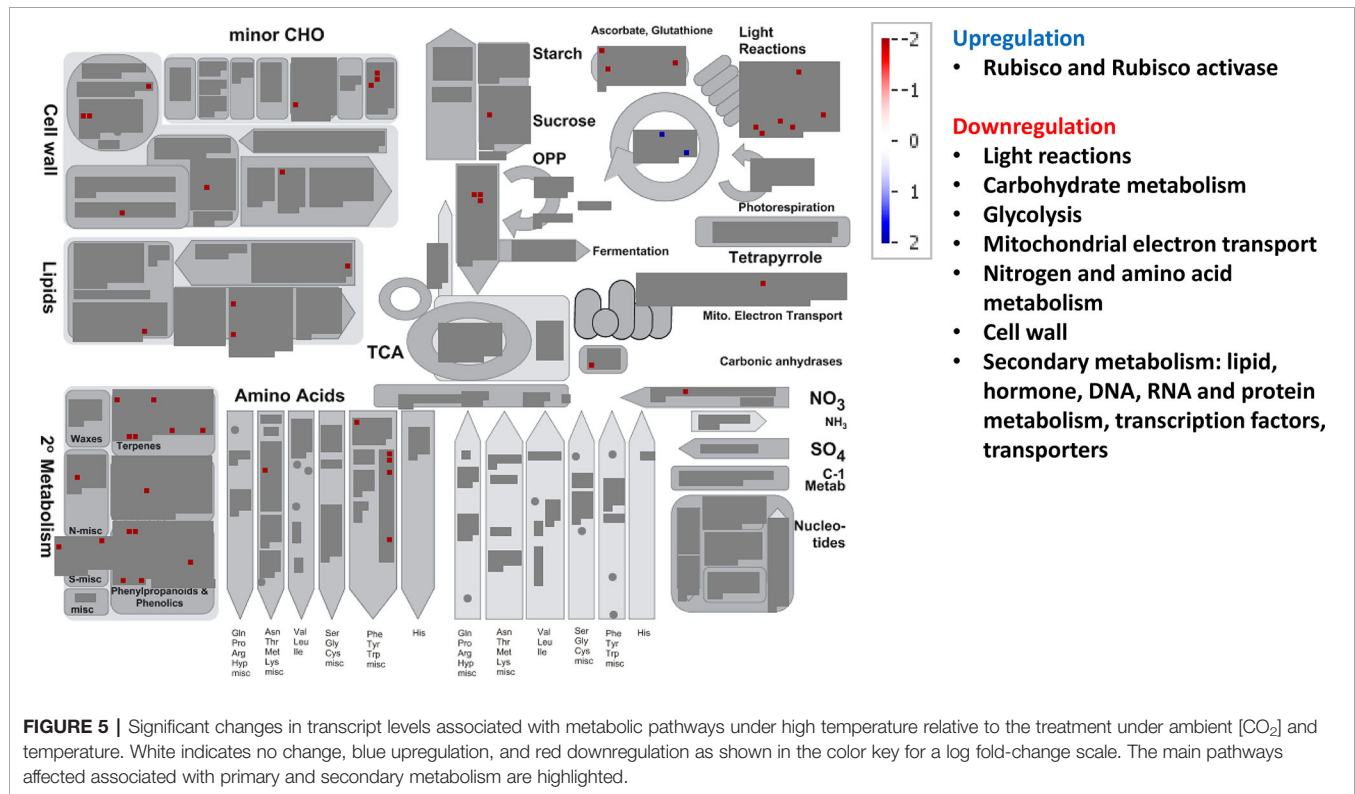 minor CHO
Cell wall
Lipids
2° Metabolism
Starch
Sucrose
OPP
Ascorbate, Glutathione
Light
Reactions
Photorespiration
Fermentation
Tetrapyrrole
Mito. Electron Transport
TCA
Carbonic anhydrases
Amino Acids
NO3
NH3
SO4
C-1
Metab
Nucleo-
tides
Waxes
Terpenes
N-misc
S-misc
misc
Phenylpropanoids &
Phenolics
Gln
Pro
Arg
Hyp
misc
Asn
Thr
Met
Lys
misc
Val
Leu
Ile
Ser
Gly
Cys
misc
Phe
Tyr
Trp
misc
His
Gln
Pro
Arg
Hyp
misc
Asn
Thr
Met
Lys
misc
Val
Leu
Ile
Ser
Gly
Cys
misc
Phe
Tyr
Trp
misc
His
-2
-1
0
1
2
Upregulation
• Rubisco and Rubisco activase
Downregulation
• Light reactions
• Carbohydrate metabolism
• Glycolysis
• Mitochondrial electron transport
• Nitrogen and amino acid
metabolism
• Cell wall
• Secondary metabolism: lipid,
hormone, DNA, RNA and protein
metabolism, transcription factors,
transporters
FIGURE 5 | Significant changes in transcript levels associated with metabolic pathways under high temperature relative to the treatment under ambient [CO2] and
temperature. White indicates no change, blue upregulation, and red downregulation as shown in the color key for a log fold-change scale. The main pathways
affected associated with primary and secondary metabolism are highlighted.